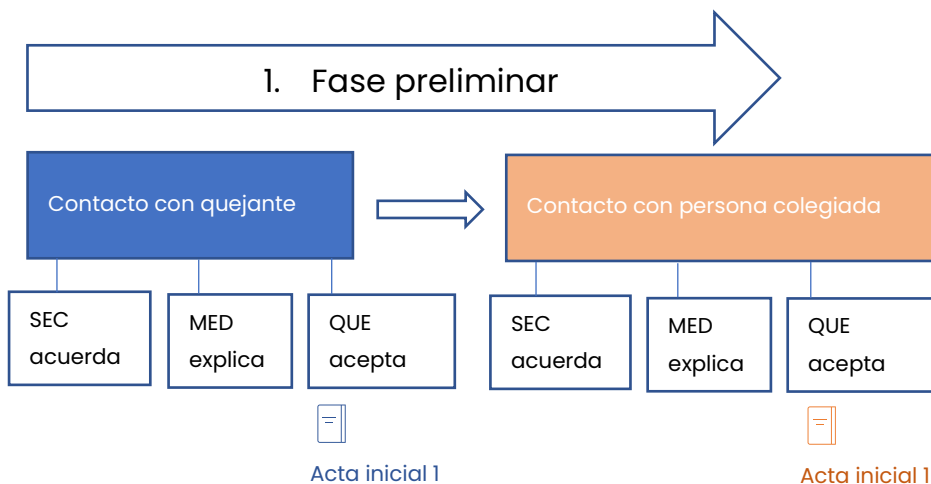 1. Fase preliminar
Contacto con quejante
Contacto con persona colegiada
SEC
acuerda
MED
explica
QUE
acepta
SEC
acuerda
MED
explica
QUE
acepta
Acta inicial 1
Acta inicial 1